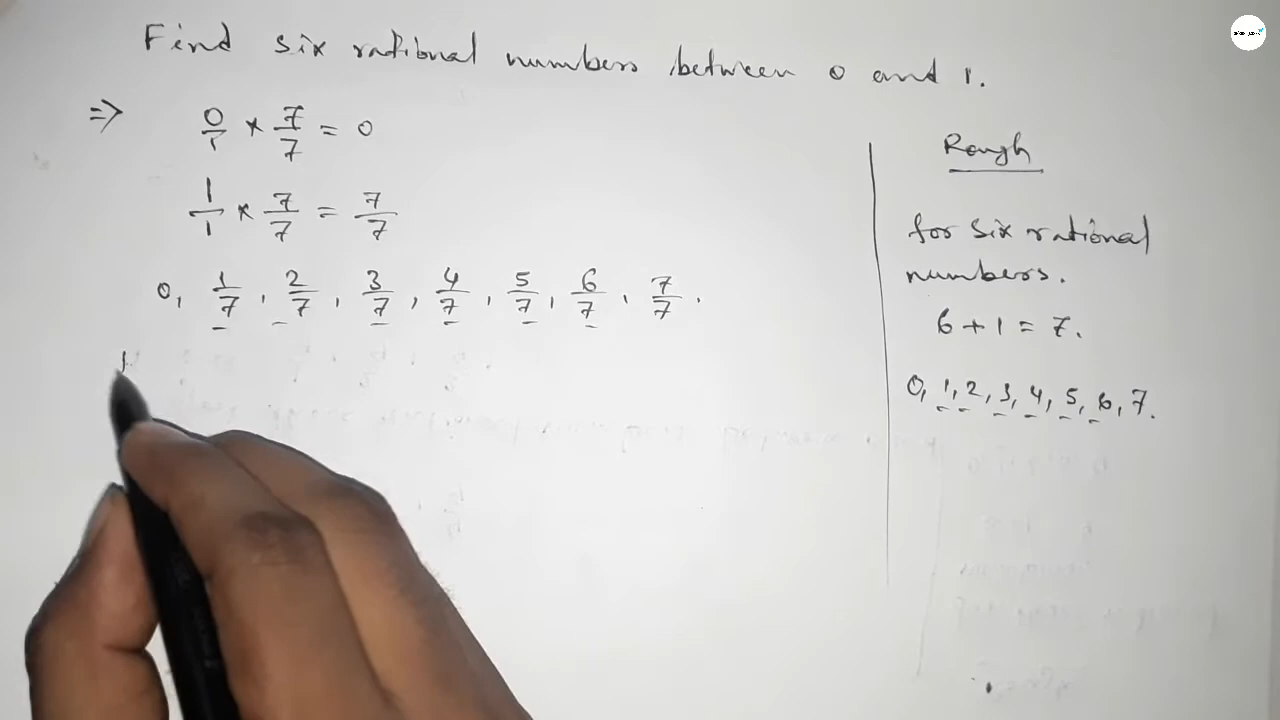 Find six rational numbers between 0 and 1.
⇒ 0/1 × 7/7 = 0
1/1 × 7/7 = 7/7
0, 1/7, 2/7, 3/7, 4/7, 5/7, 6/7, 7/7.
Rough
for six rational
numbers.
6 + 1 = 7.
0, 1, 2, 3, 4, 5, 6, 7.